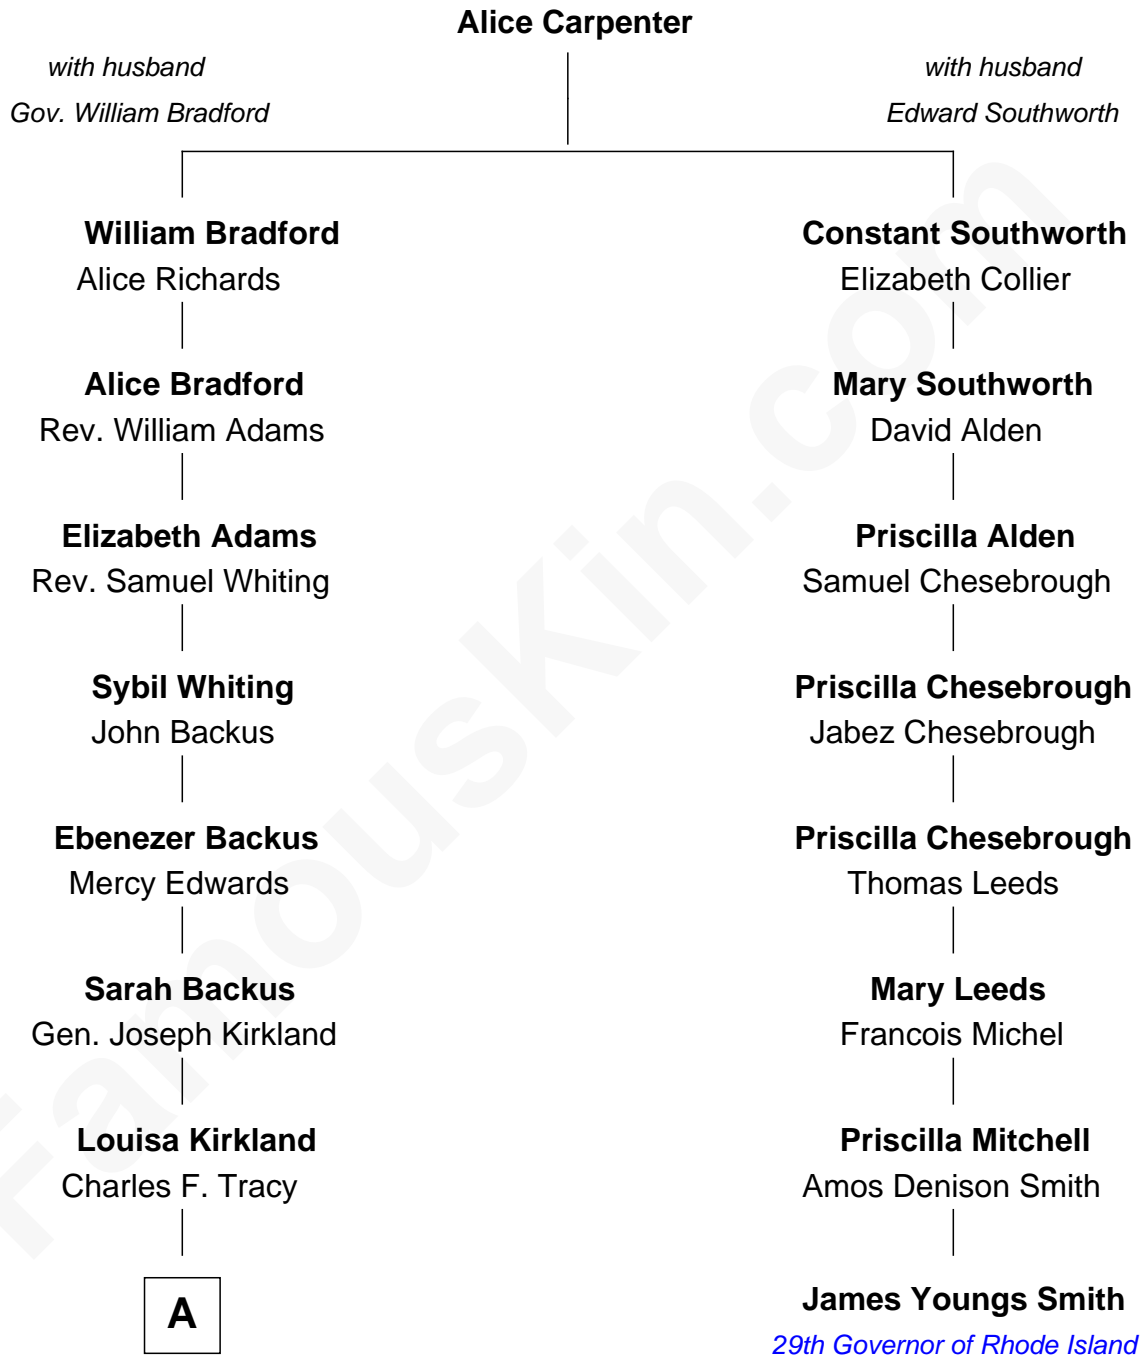 Alice Carpenter
with husband
Gov. William Bradford
with husband
Edward Southworth
William Bradford
Alice Richards
Constant Southworth
Elizabeth Collier
Alice Bradford
Rev. William Adams
Mary Southworth
David Alden
Elizabeth Adams
Rev. Samuel Whiting
Priscilla Alden
Samuel Chesebrough
Sybil Whiting
John Backus
Priscilla Chesebrough
Jabez Chesebrough
Ebenezer Backus
Mercy Edwards
Priscilla Chesebrough
Thomas Leeds
Sarah Backus
Gen. Joseph Kirkland
Mary Leeds
Francois Michel
Louisa Kirkland
Charles F. Tracy
Priscilla Mitchell
Amos Denison Smith
A
James Youngs Smith
29th Governor of Rhode Island
FamousKin.com